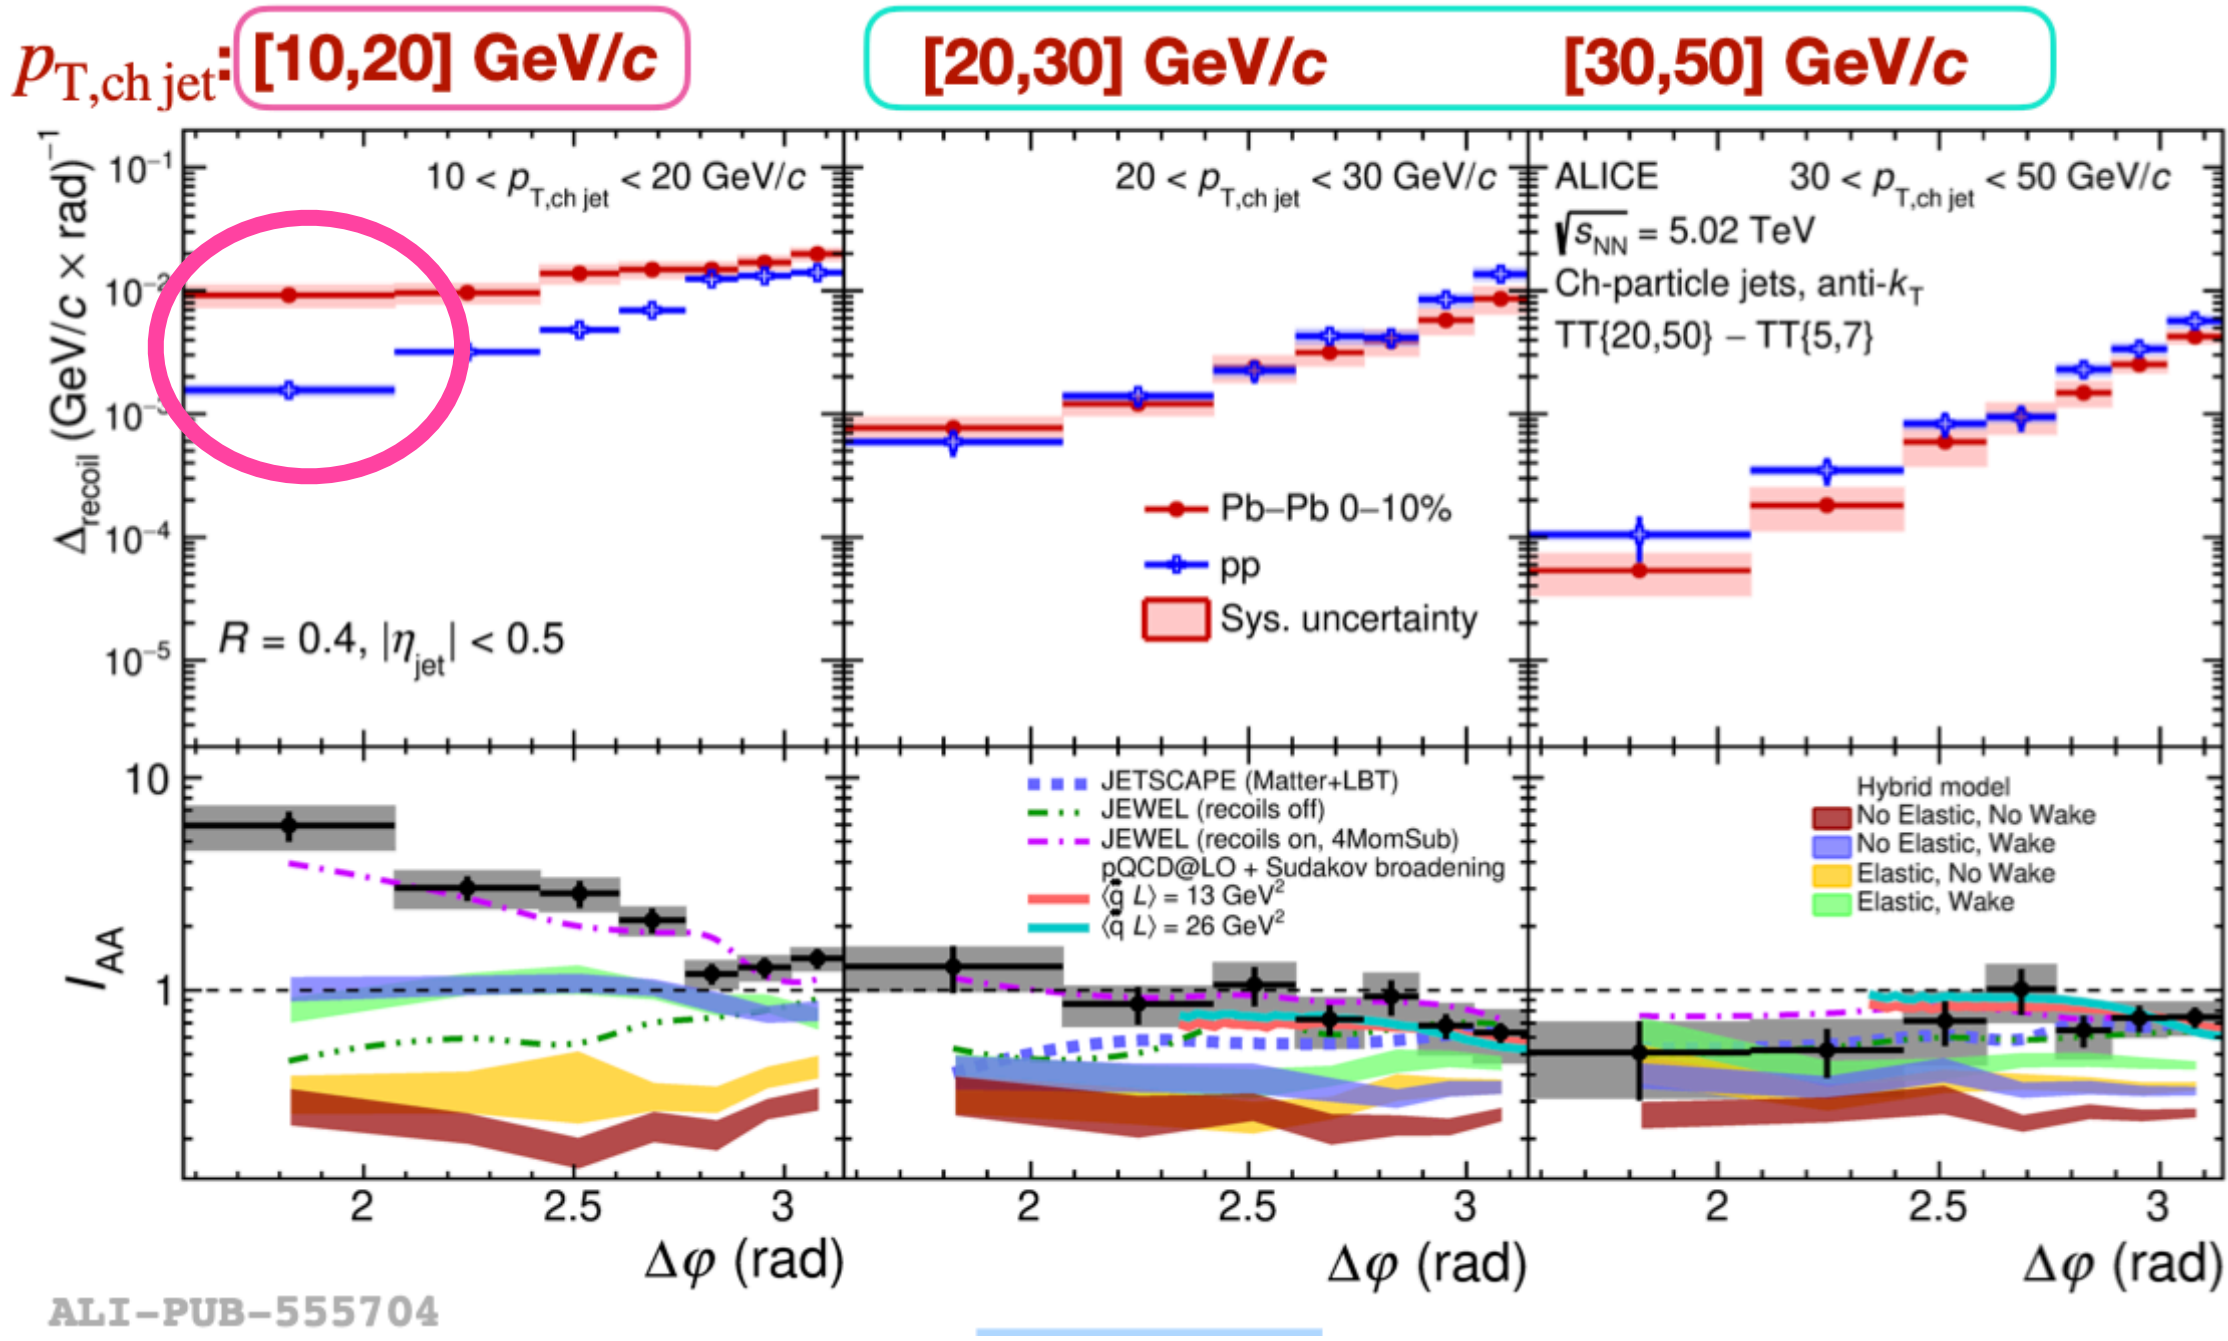 p_T,ch jet: [10,20] GeV/c [20,30] GeV/c [30,50] GeV/c
Δ_recoil (GeV/c × rad)⁻¹
10⁻¹
10⁻²
10⁻³
10⁻⁴
10⁻⁵
10 < p_T,ch jet < 20 GeV/c
R = 0.4, |η_jet| < 0.5
20 < p_T,ch jet < 30 GeV/c
Pb–Pb 0–10%
pp
Sys. uncertainty
ALICE 30 < p_T,ch jet < 50 GeV/c
√s_NN = 5.02 TeV
Ch-particle jets, anti-k_T
TT{20,50} – TT{5,7}
I_AA
10
1
JETSCAPE (Matter+LBT)
JEWEL (recoils off)
JEWEL (recoils on, 4MomSub)
pQCD@LO + Sudakov broadening
⟨q̂ L⟩ = 13 GeV²
⟨q̂ L⟩ = 26 GeV²
Hybrid model
No Elastic, No Wake
No Elastic, Wake
Elastic, No Wake
Elastic, Wake
2 2.5 3 2 2.5 3 2 2.5 3
Δφ (rad) Δφ (rad) Δφ (rad)
ALI-PUB-555704